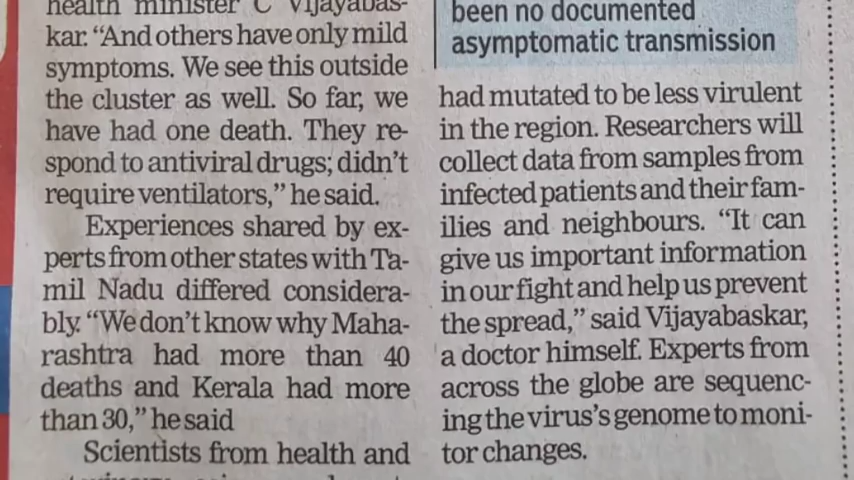 health minister C Vijayabas-
kar. “And others have only mild
symptoms. We see this outside
the cluster as well. So far, we
have had one death. They re-
spond to antiviral drugs; didn’t
require ventilators,” he said.
Experiences shared by ex-
perts from other states with Ta-
mil Nadu differed considera-
bly. “We don’t know why Maha-
rashtra had more than 40
deaths and Kerala had more
than 30,” he said
Scientists from health and
been no documented
asymptomatic transmission
had mutated to be less virulent
in the region. Researchers will
collect data from samples from
infected patients and their fam-
ilies and neighbours. “It can
give us important information
in our fight and help us prevent
the spread,” said Vijayabaskar,
a doctor himself. Experts from
across the globe are sequenc-
ing the virus’s genome to moni-
tor changes.